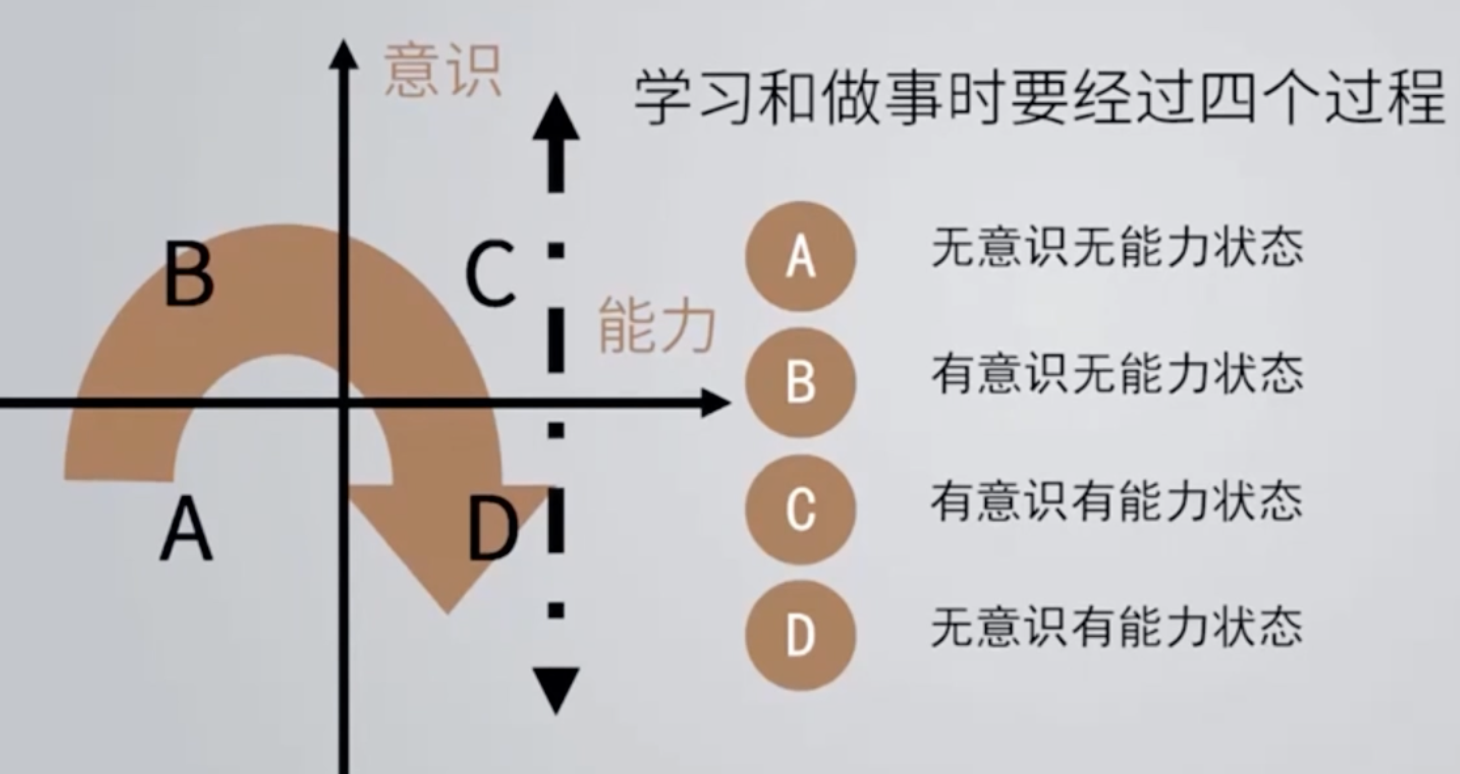 意识
学习和做事时要经过四个过程
B
C
能力
A
D
A 无意识无能力状态
B 有意识无能力状态
C 有意识有能力状态
D 无意识有能力状态